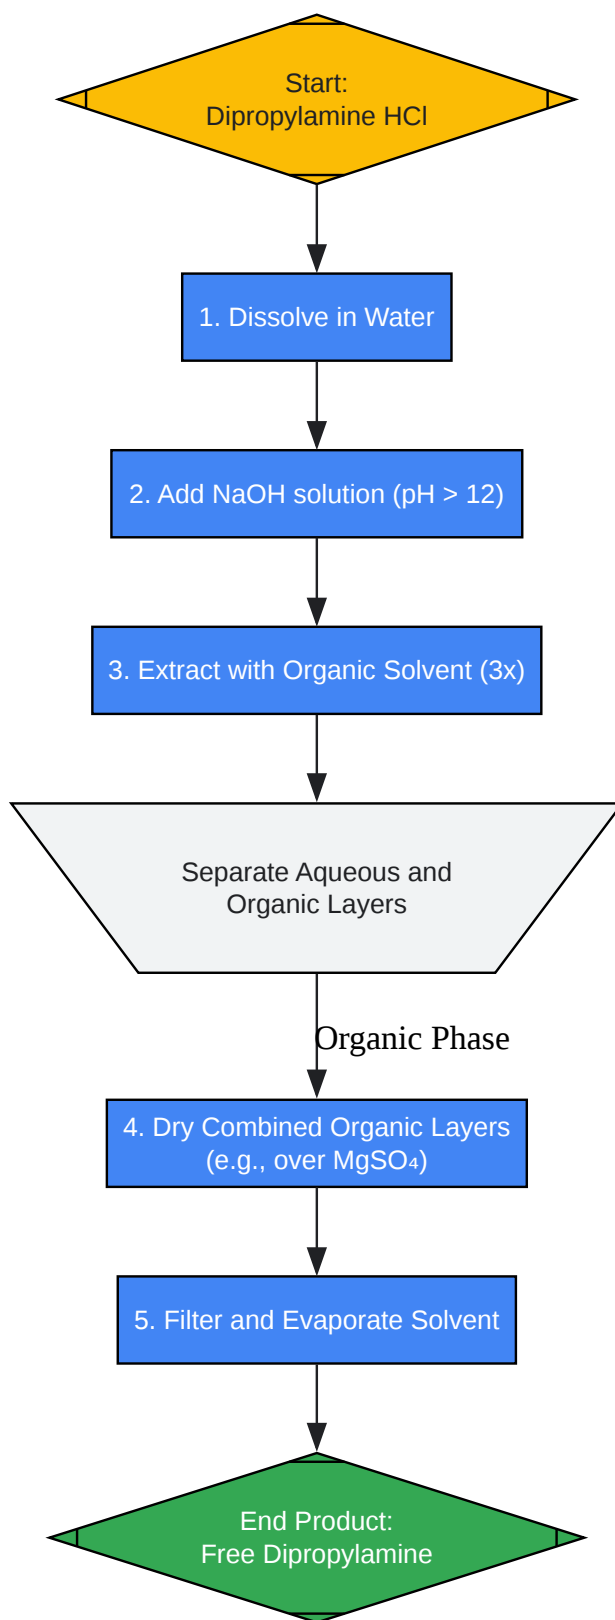 Start:
Dipropylamine HCl
1. Dissolve in Water
2. Add NaOH solution (pH > 12)
3. Extract with Organic Solvent (3x)
Separate Aqueous and
Organic Layers
Organic Phase
4. Dry Combined Organic Layers
(e.g., over MgSO₄)
5. Filter and Evaporate Solvent
End Product:
Free Dipropylamine